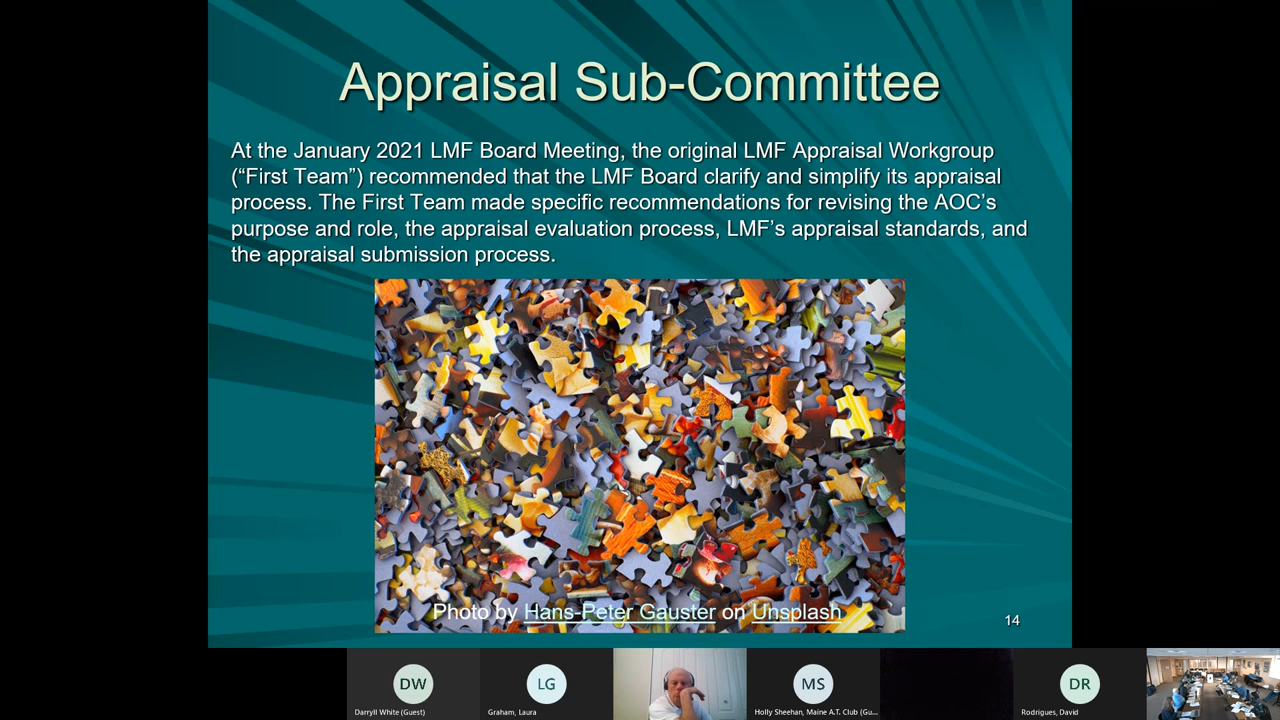 Appraisal Sub-Committee
At the January 2021 LMF Board Meeting, the original LMF Appraisal Workgroup
(“First Team”) recommended that the LMF Board clarify and simplify its appraisal
process. The First Team made specific recommendations for revising the AOC’s
purpose and role, the appraisal evaluation process, LMF’s appraisal standards, and
the appraisal submission process.
Photo by Hans-Peter Gauster on Unsplash
14
DW
LG
MS
DR
Darryll White (Guest)
Graham, Laura
Holly Sheehan, Maine A.T. Club (Gu...
Rodrigues, David